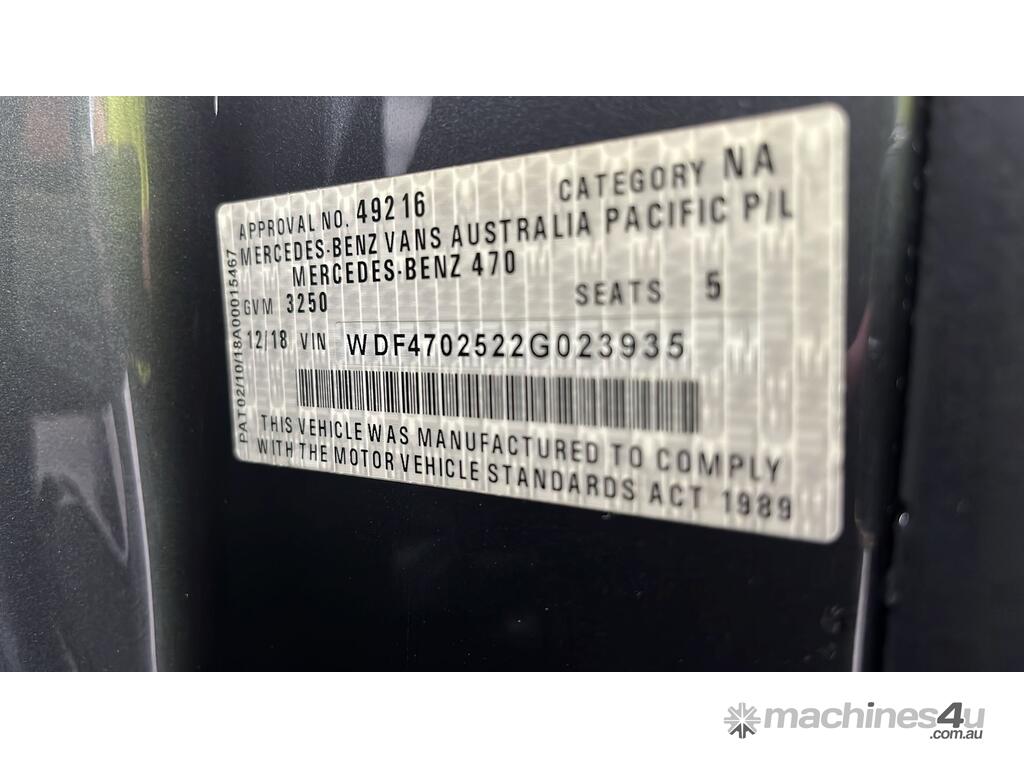 APPROVAL NO. 49216 CATEGORY NA
MERCEDES-BENZ VANS AUSTRALIA PACIFIC P/L
MERCEDES-BENZ 470
GVM 3250 SEATS 5
12/18 VIN WDF4702522G023935
THIS VEHICLE WAS MANUFACTURED TO COMPLY
WITH THE MOTOR VEHICLE STANDARDS ACT 1989
PAT02/10/18A00015467
machines4u
.com.au